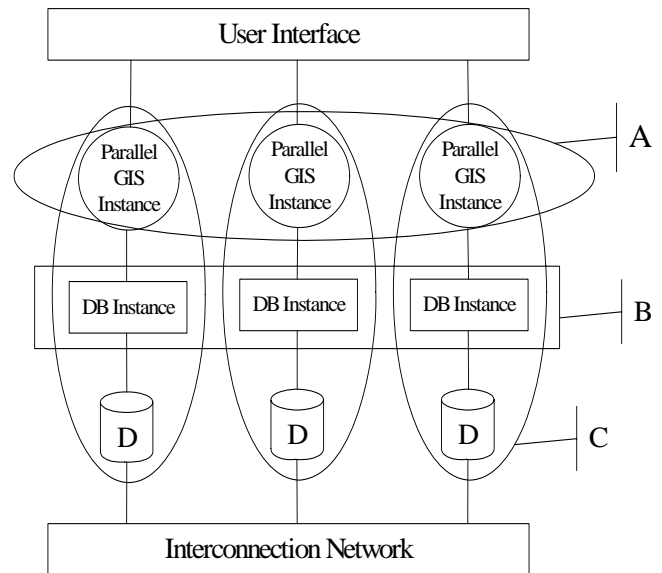 User Interface
Parallel
GIS
Instance
Parallel
GIS
Instance
Parallel
GIS
Instance
A
DB Instance
DB Instance
DB Instance
B
D
D
D
C
Interconnection Network